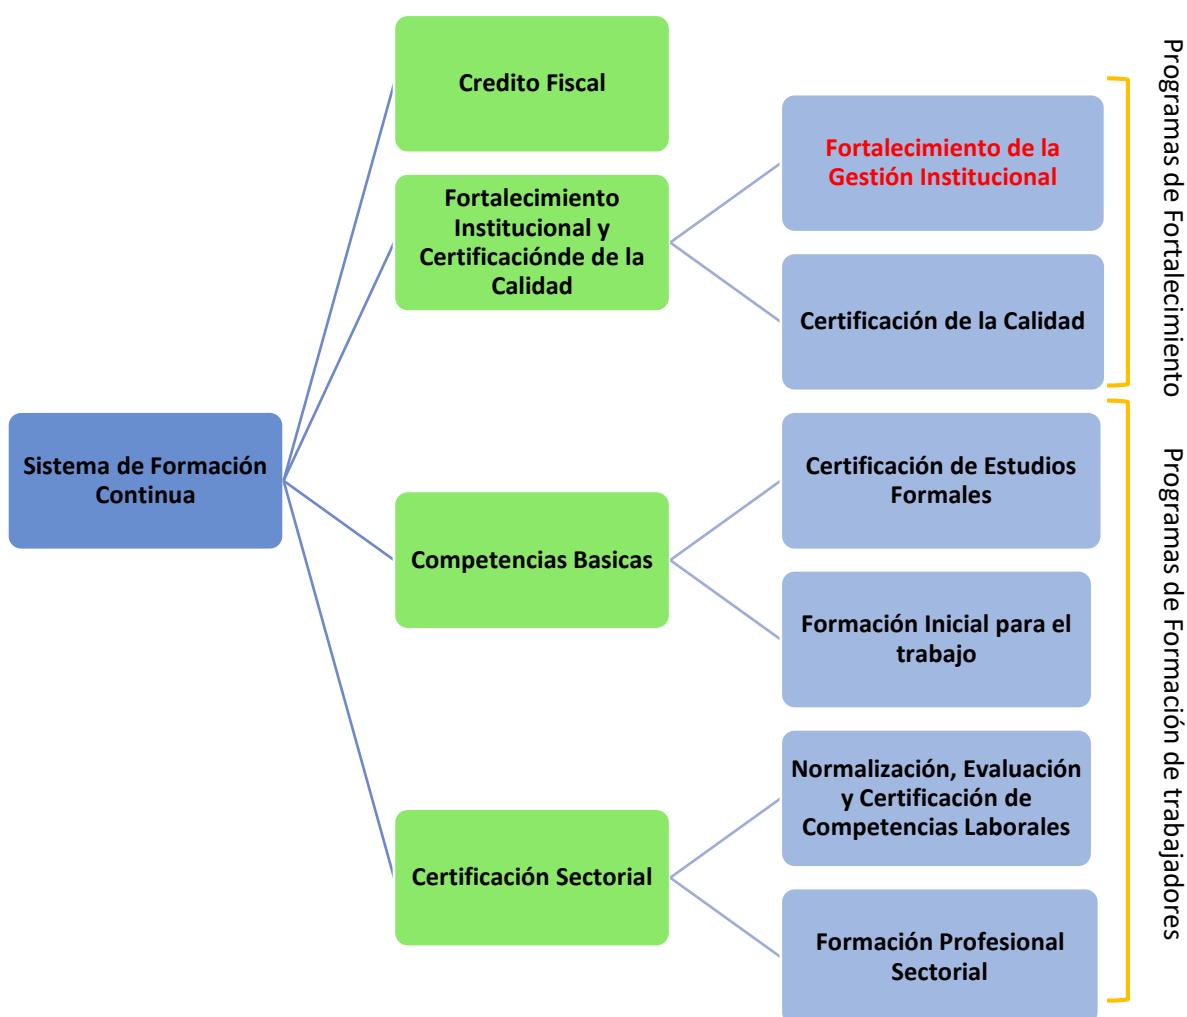 Credito Fiscal
Fortalecimiento
Institucional y
Certificaciónde de la
Calidad
Fortalecimiento de la
Gestión Institucional
Certificación de la Calidad
Programas de Fortalecimiento
Sistema de Formación
Continua
Competencias Basicas
Certificación de Estudios
Formales
Formación Inicial para el
trabajo
Certificación Sectorial
Normalización, Evaluación
y Certificación de
Competencias Laborales
Formación Profesional
Sectorial
Programas de Formación de trabajadores